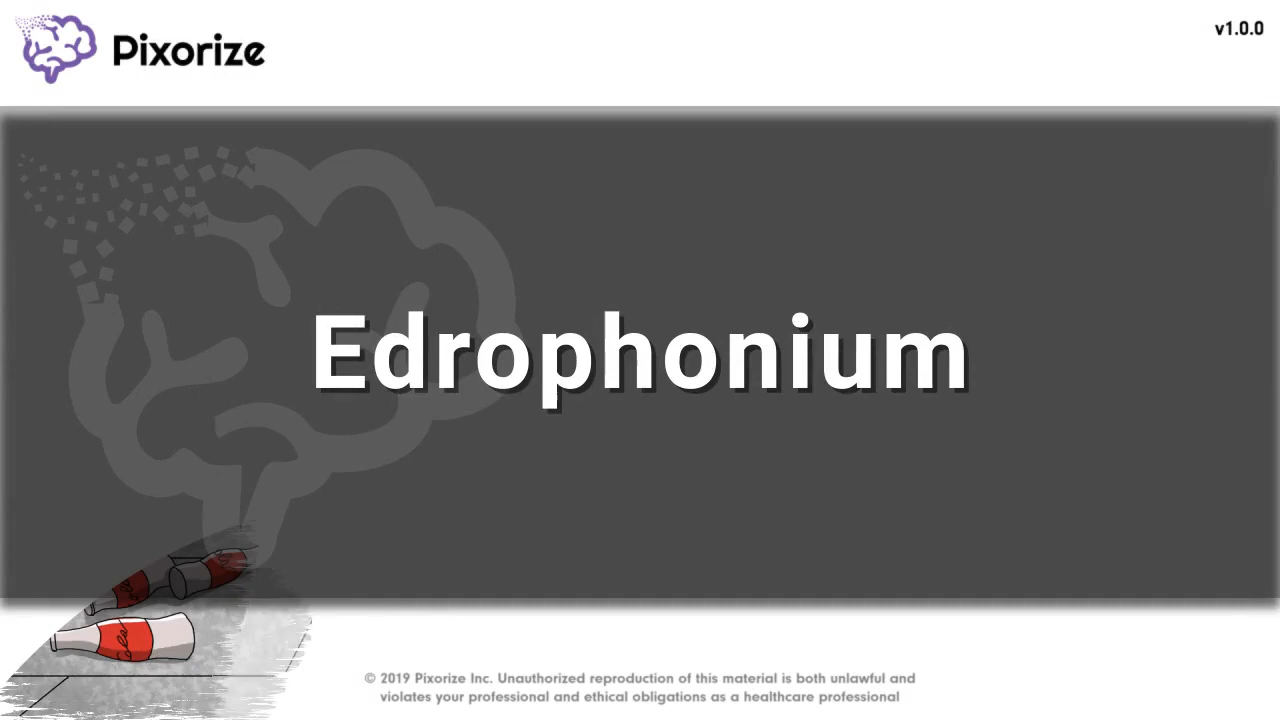 Pixorize
v1.0.0
Edrophonium
Cola
© 2019 Pixorize Inc. Unauthorized reproduction of this material is both unlawful and
violates your professional and ethical obligations as a healthcare professional